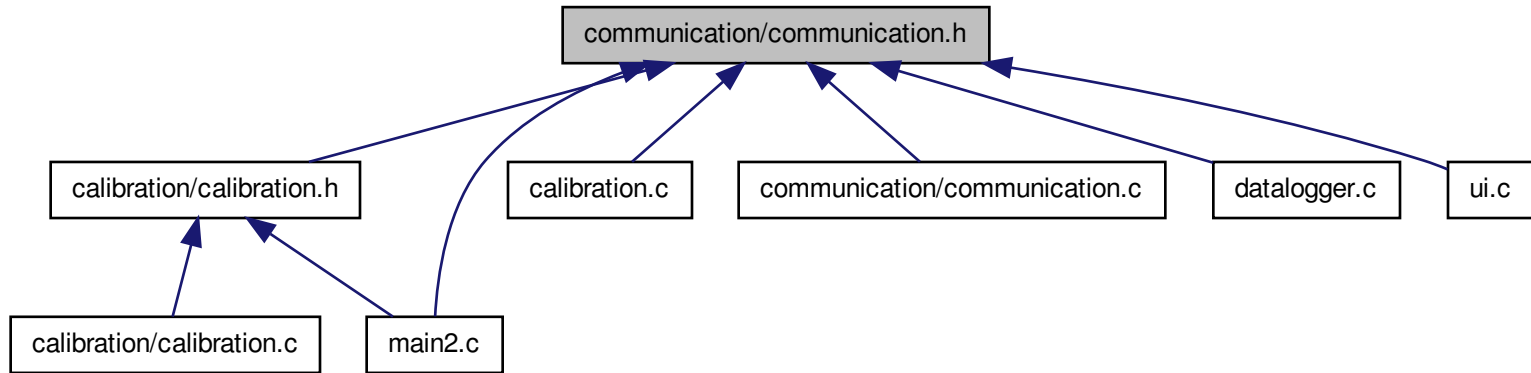 communication/communication.h
calibration/calibration.h
calibration.c
communication/communication.c
datalogger.c
ui.c
calibration/calibration.c
main2.c